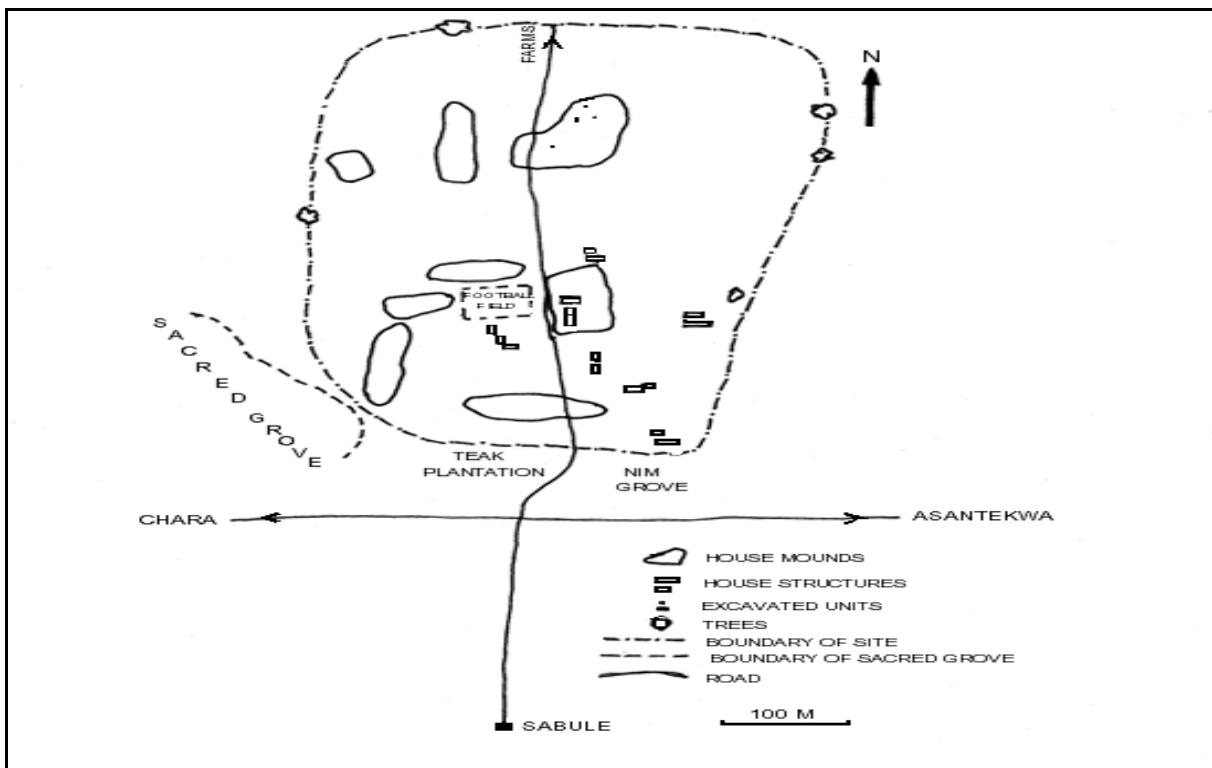 FARMS
N
FOOTBALL
FIELD
SACRED GROVE
TEAK
PLANTATION
NIM
GROVE
CHARA
ASANTEKWA
HOUSE MOUNDS
HOUSE STRUCTURES
EXCAVATED UNITS
TREES
BOUNDARY OF SITE
BOUNDARY OF SACRED GROVE
ROAD
100 M
SABULE